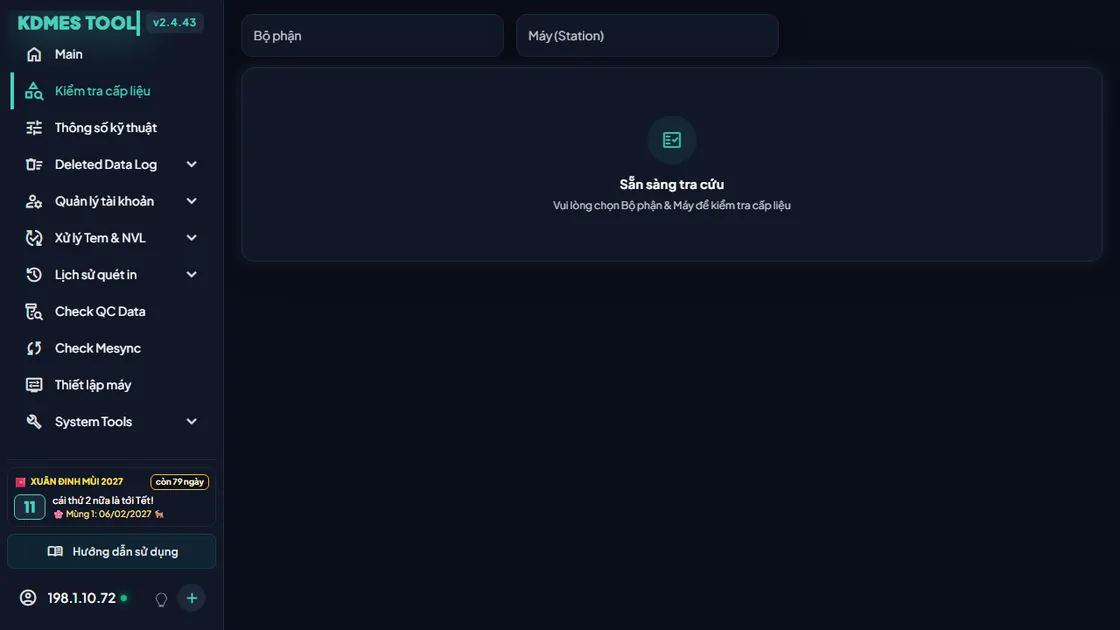 KDMES TOOL v2.4.43
Main
Kiểm tra cấp liệu
Thông số kỹ thuật
Deleted Data Log
Quản lý tài khoản
Xử lý Tem & NVL
Lịch sử quét in
Check QC Data
Check Mesync
Thiết lập máy
System Tools
XUÂN ĐINH MÙI 2027 còn 79 ngày
11 cái thứ 2 nữa là tới Tết!
Mùng 1: 06/02/2027
Hướng dẫn sử dụng
198.1.10.72
Bộ phận
Máy (Station)
Sẵn sàng tra cứu
Vui lòng chọn Bộ phận & Máy để kiểm tra cấp liệu